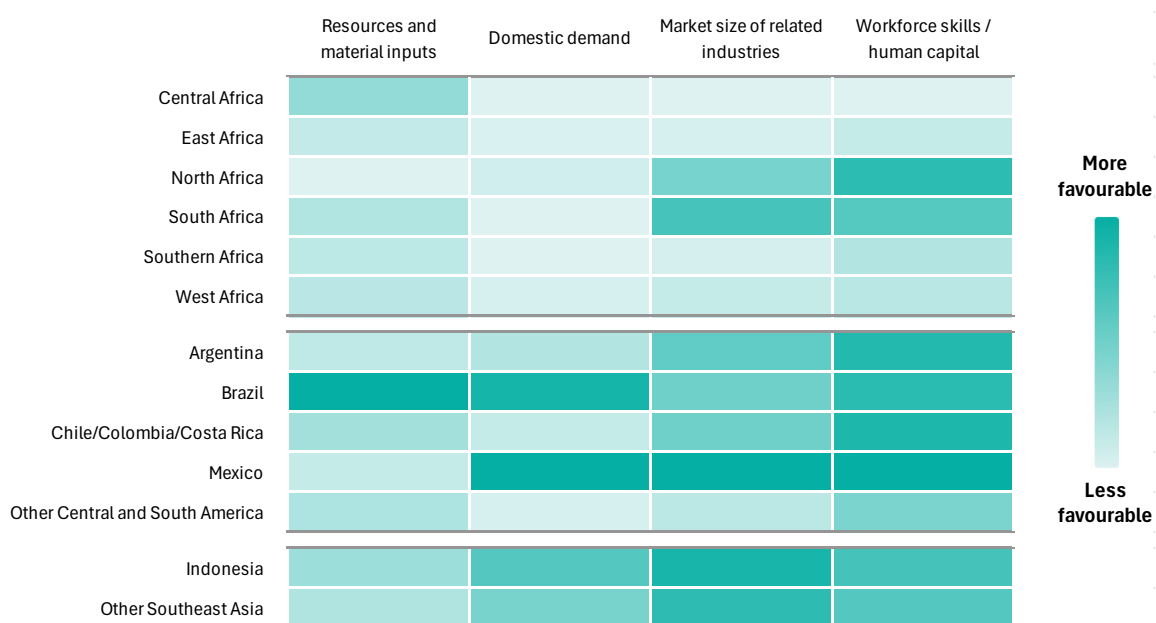 Resources and
material inputs
Domestic demand
Market size of related
industries
Workforce skills /
human capital
Central Africa
East Africa
North Africa
South Africa
Southern Africa
West Africa
Argentina
Brazil
Chile/Colombia/Costa Rica
Mexico
Other Central and South America
Indonesia
Other Southeast Asia
More
favourable
Less
favourable